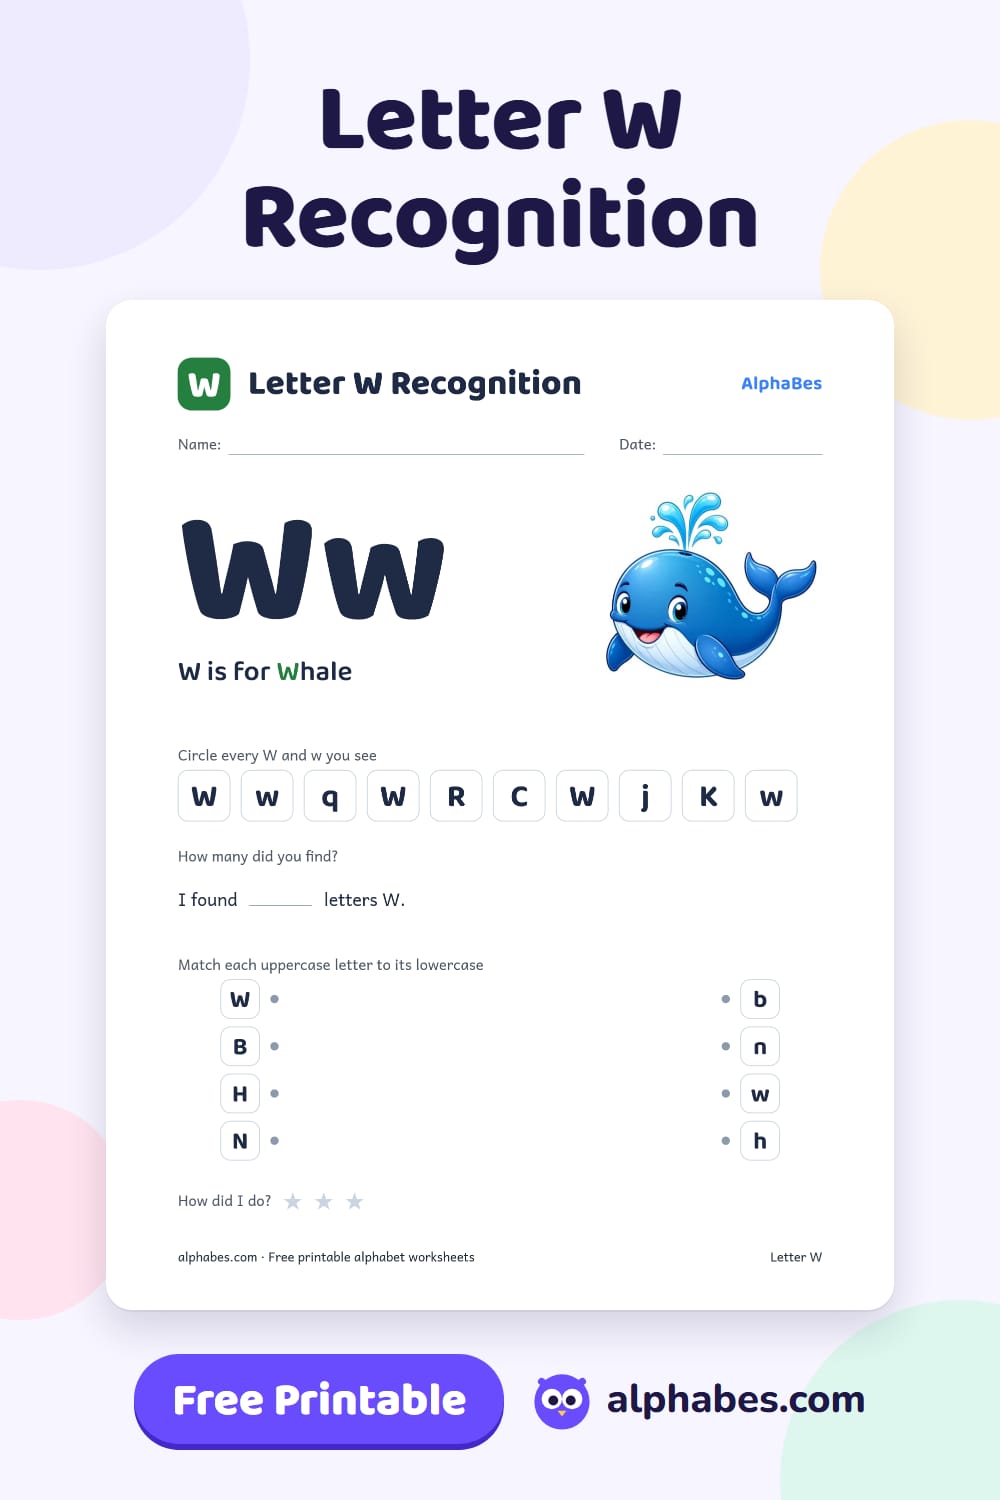 Letter W
Recognition
W Letter W Recognition AlphaBes
Name: Date:
Ww
W is for Whale
Circle every W and w you see
W w q W R C W j K w
How many did you find?
I found ______ letters W.
Match each uppercase letter to its lowercase
W b
B n
H w
N h
How did I do? ★ ★ ★
alphabes.com · Free printable alphabet worksheets Letter W
Free Printable alphabes.com